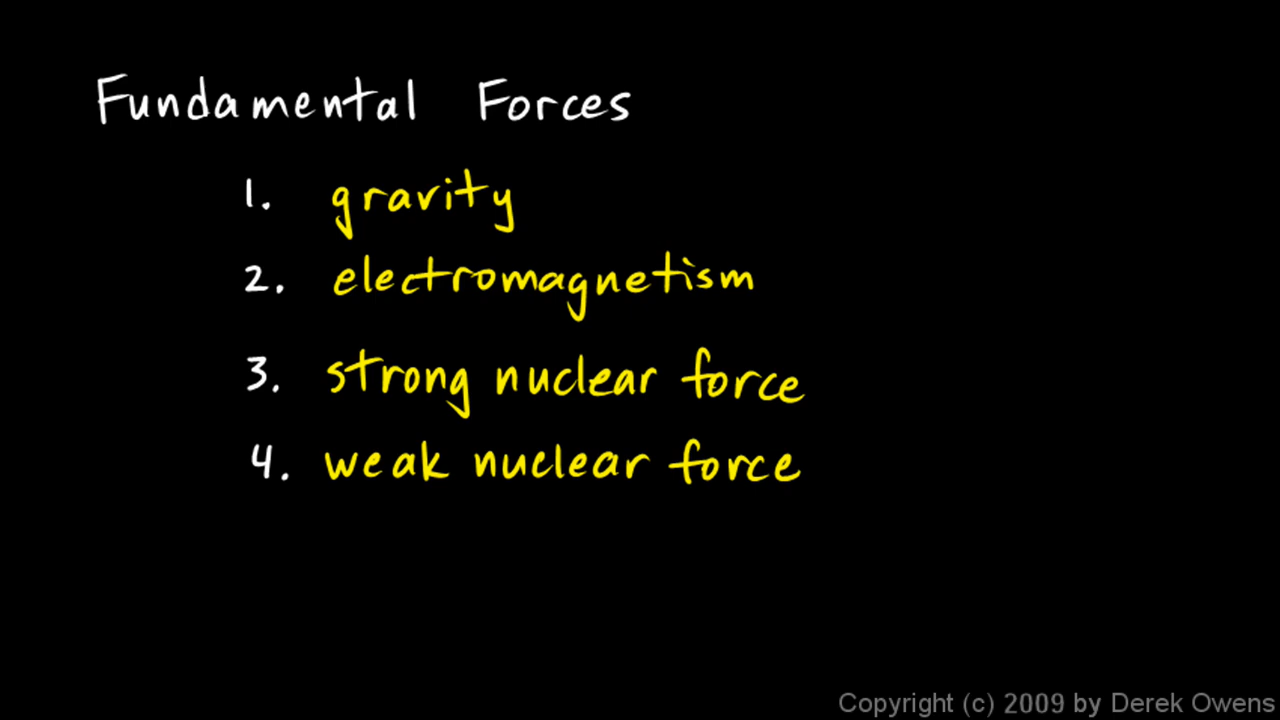 Fundamental Forces
1. gravity
2. electromagnetism
3. strong nuclear force
4. weak nuclear force
Copyright (c) 2009 by Derek Owens